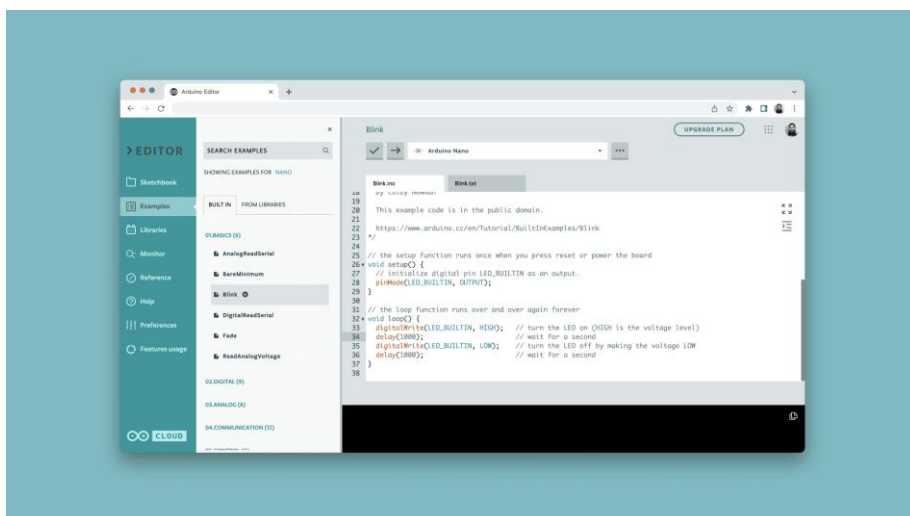 Arduino Editor
Blink
UPGRADE PLAN
EDITOR
SEARCH EXAMPLES
Arduino Nano
SHOWING EXAMPLES FOR NANO
Sketchbook
Examples
Libraries
Monitor
Reference
Help
Preferences
Features usage
CLOUD
BUILT IN
FROM LIBRARIES
01.BASICS (6)
AnalogReadSerial
BareMinimum
Blink
DigitalReadSerial
Fade
ReadAnalogVoltage
02.DIGITAL (9)
03.ANALOG (6)
04.COMMUNICATION (12)
Blink.ino
Blink.txt
18 by Colby Newman
19
20 This example code is in the public domain.
21
22 https://www.arduino.cc/en/Tutorial/BuiltInExamples/Blink
23 */
24
25 // the setup function runs once when you press reset or power the board
26 void setup() {
27 // initialize digital pin LED_BUILTIN as an output.
28 pinMode(LED_BUILTIN, OUTPUT);
29 }
30
31 // the loop function runs over and over again forever
32 void loop() {
33 digitalWrite(LED_BUILTIN, HIGH); // turn the LED on (HIGH is the voltage level)
34 delay(1000); // wait for a second
35 digitalWrite(LED_BUILTIN, LOW); // turn the LED off by making the voltage LOW
36 delay(1000); // wait for a second
37 }
38